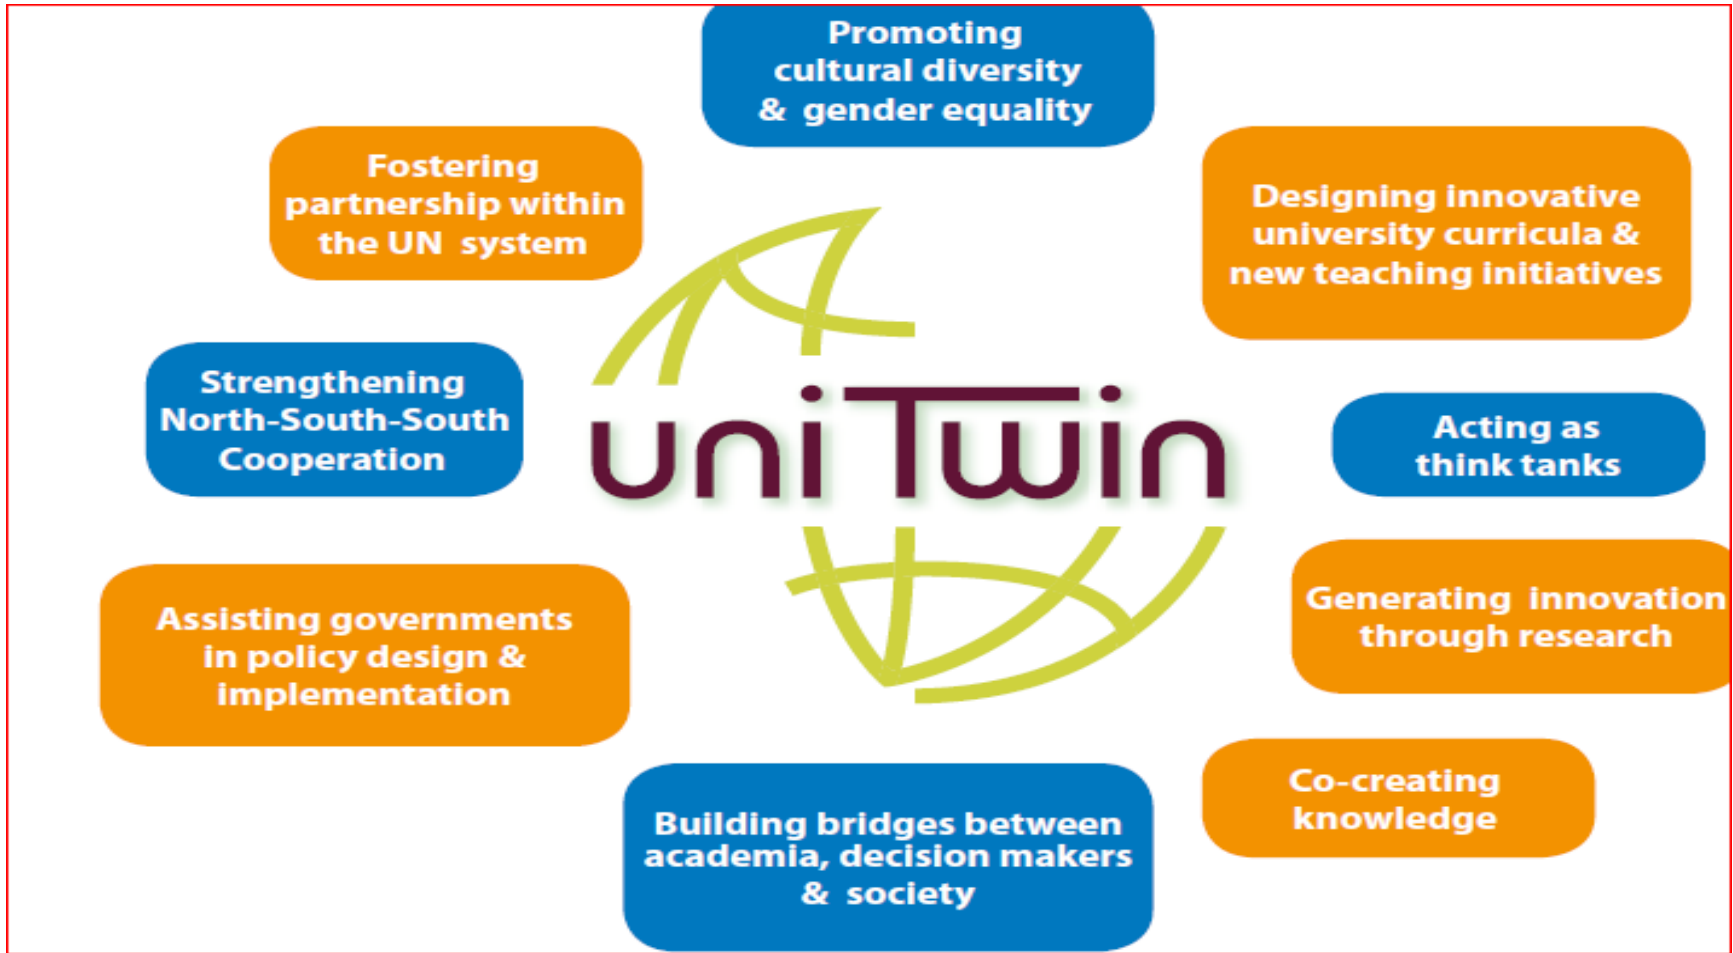 Promoting
cultural diversity
& gender equality
Fostering
partnership within
the UN system
Designing innovative
university curricula &
new teaching initiatives
Strengthening
North-South-South
Cooperation
uniTwin
Acting as
think tanks
Assisting governments
in policy design &
implementation
Generating innovation
through research
Co-creating
knowledge
Building bridges between
academia, decision makers
& society